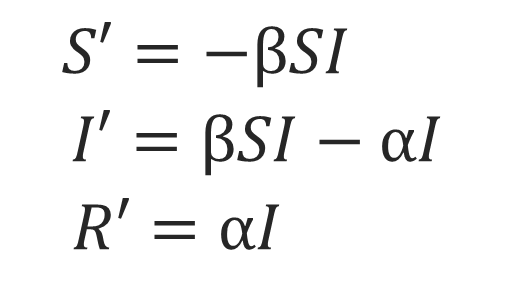 S′ = −βSI
I′ = βSI − αI
R′ = αI